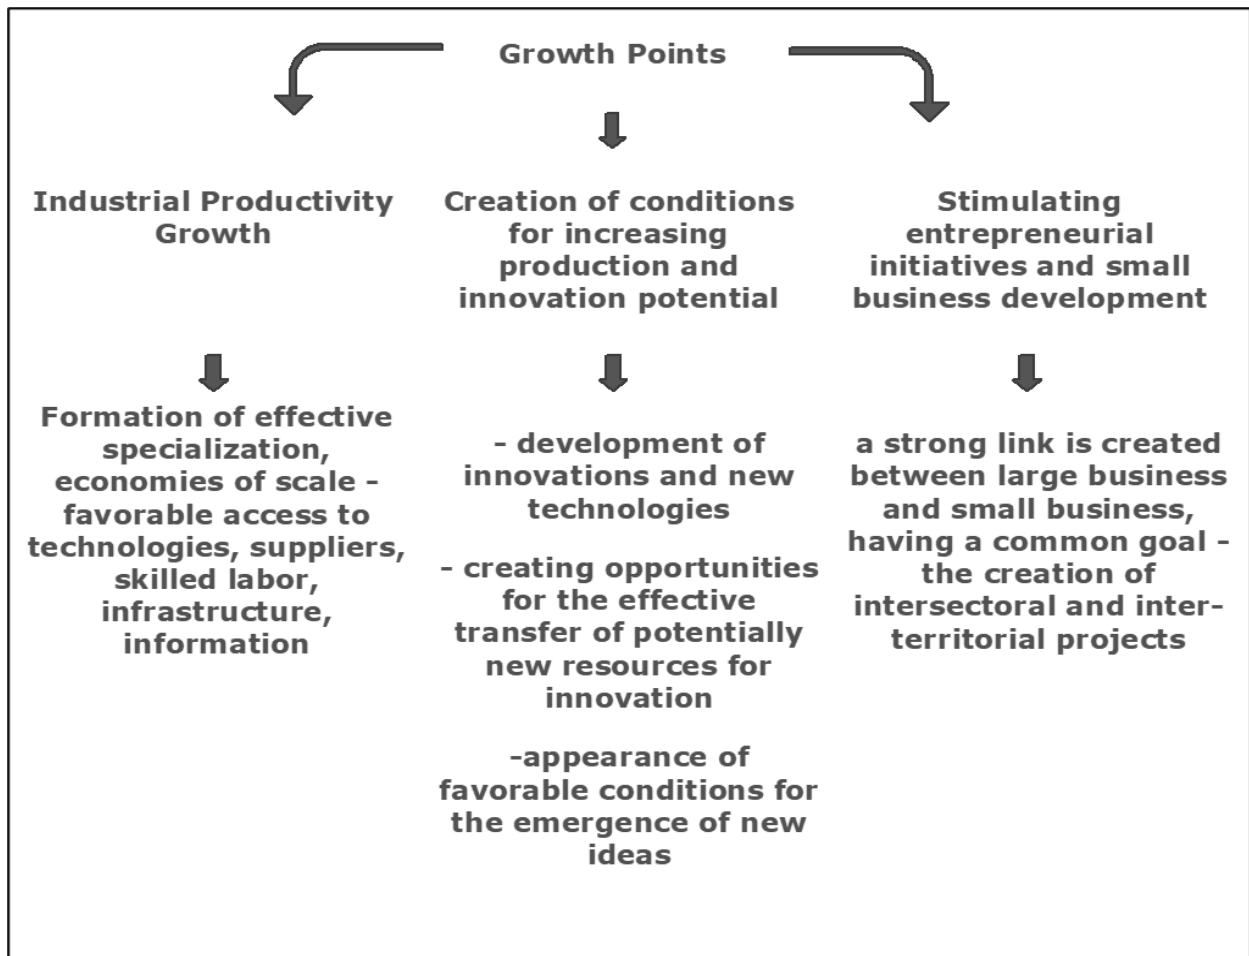 Growth Points
Industrial Productivity
Growth
Creation of conditions
for increasing
production and
innovation potential
Stimulating
entrepreneurial
initiatives and small
business development
Formation of effective
specialization,
economies of scale -
favorable access to
technologies, suppliers,
skilled labor,
infrastructure,
information
- development of
innovations and new
technologies
- creating opportunities
for the effective
transfer of potentially
new resources for
innovation
-appearance of
favorable conditions for
the emergence of new
ideas
a strong link is created
between large business
and small business,
having a common goal -
the creation of
intersectoral and inter-
territorial projects